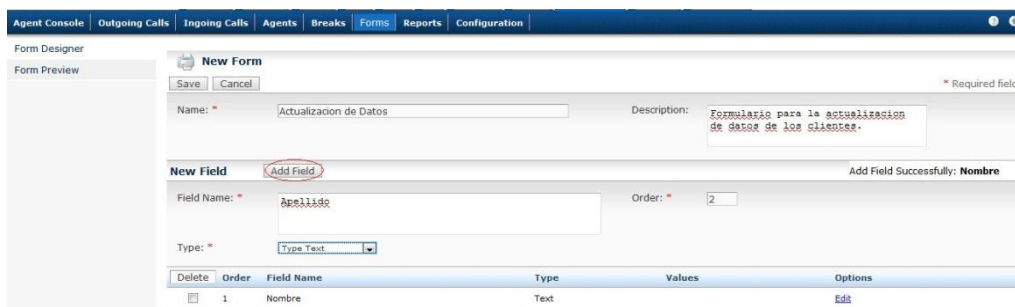 Agent Console Outgoing Calls Ingoing Calls Agents Breaks Forms Reports Configuration
Form Designer
Form Preview
New Form
Save Cancel * Required field
Name: * Actualizacion de Datos Description: Formulario para la actualizacion
de datos de los clientes.
New Field Add Field Add Field Successfully: Nombre
Field Name: * Apellido Order: * 2
Type: * Type Text
Delete Order Field Name Type Values Options
1 Nombre Text Edit